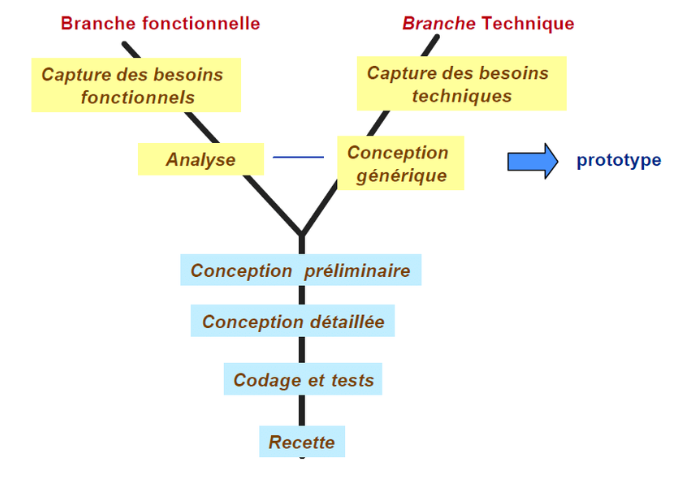 Branche fonctionnelle
Branche Technique
Capture des besoins
fonctionnels
Capture des besoins
techniques
Analyse
Conception
générique
prototype
Conception préliminaire
Conception détaillée
Codage et tests
Recette